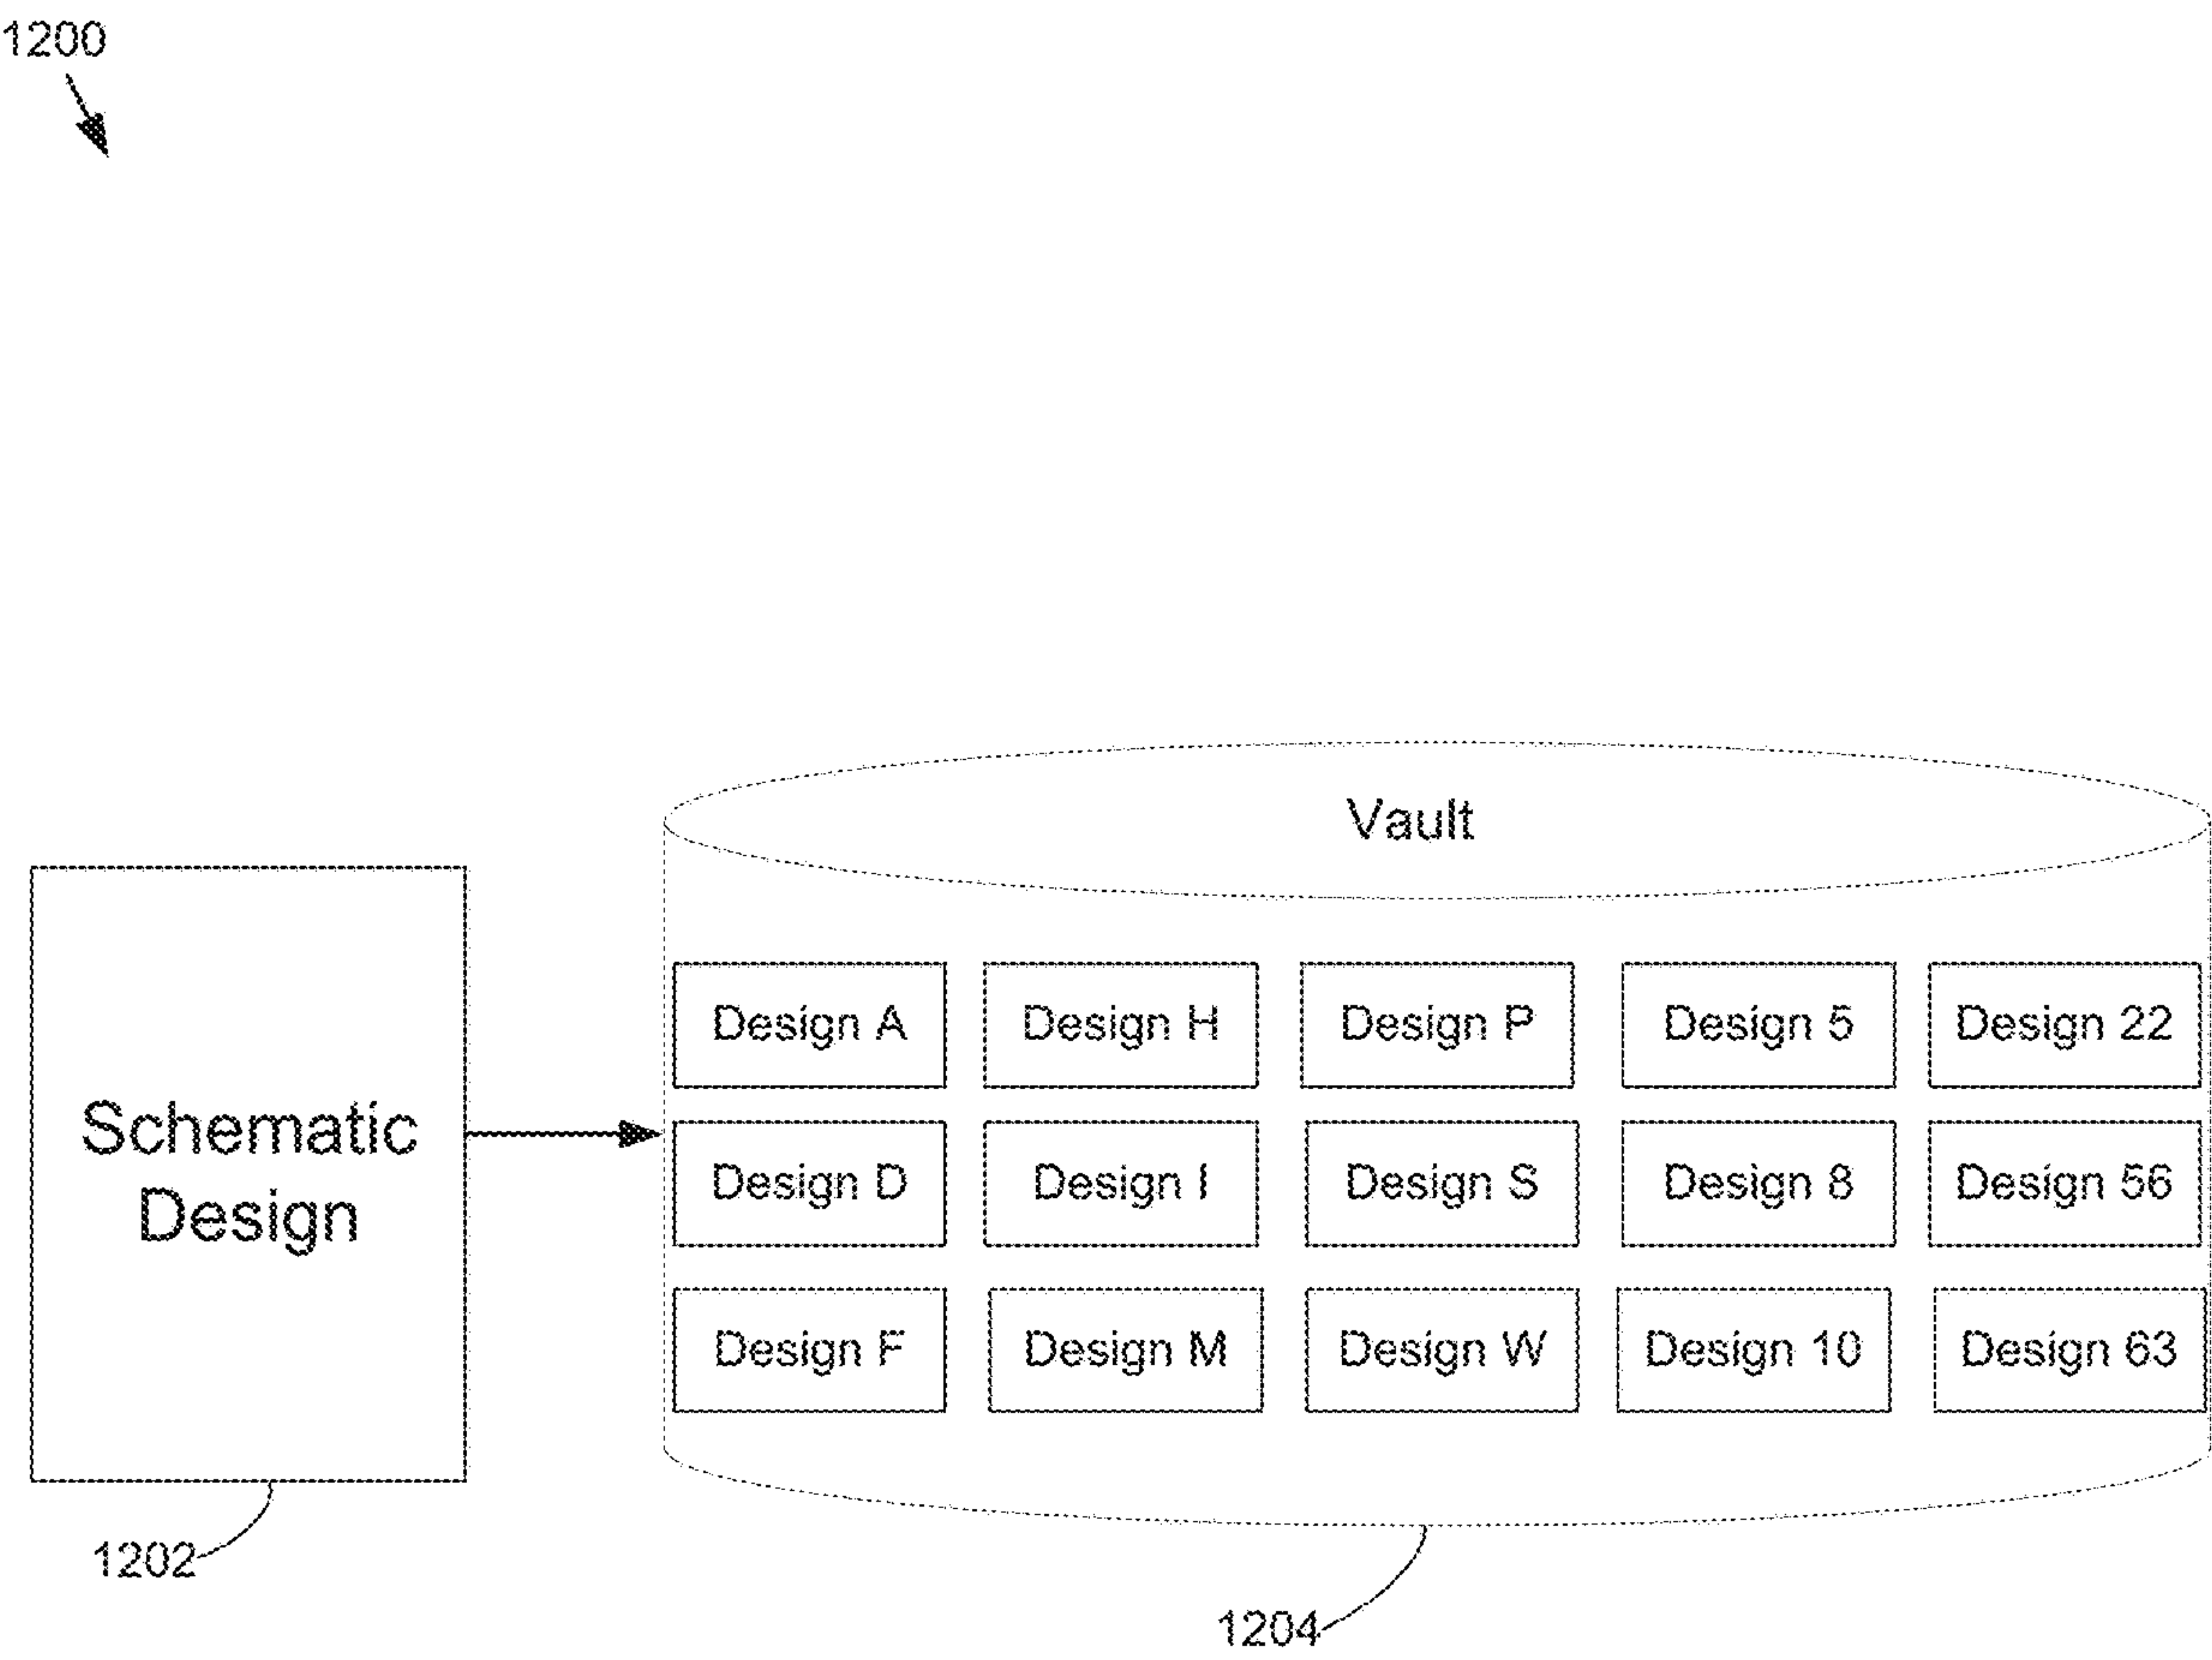 1200
Vault
Schematic
Design
Design A
Design H
Design P
Design 5
Design 22
Design D
Design I
Design S
Design 8
Design 56
Design F
Design M
Design W
Design 10
Design 63
1202
1204